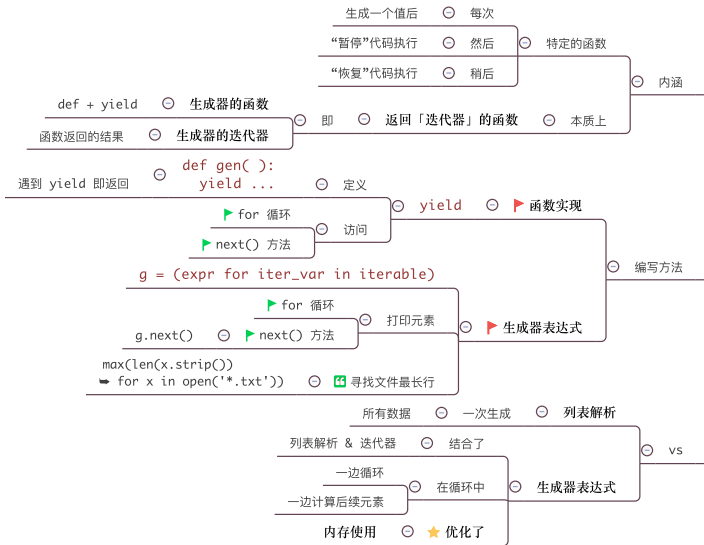 生成一个值后 每次
“暂停”代码执行 然后 特定的函数
“恢复”代码执行 稍后
内涵
def + yield 生成器的函数
即 返回「迭代器」的函数 本质上
函数返回的结果 生成器的迭代器
def gen( ):
遇到 yield 即返回 yield ... 定义
yield 函数实现
for 循环
访问
next() 方法
编写方法
g = (expr for iter_var in iterable)
for 循环
打印元素 生成器表达式
g.next() next() 方法
max(len(x.strip())
➥ for x in open('*.txt')) 寻找文件最长行
所有数据 一次生成 列表解析
列表解析 & 迭代器 结合了
vs
一边循环
在循环中 生成器表达式
一边计算后续元素
内存使用 优化了